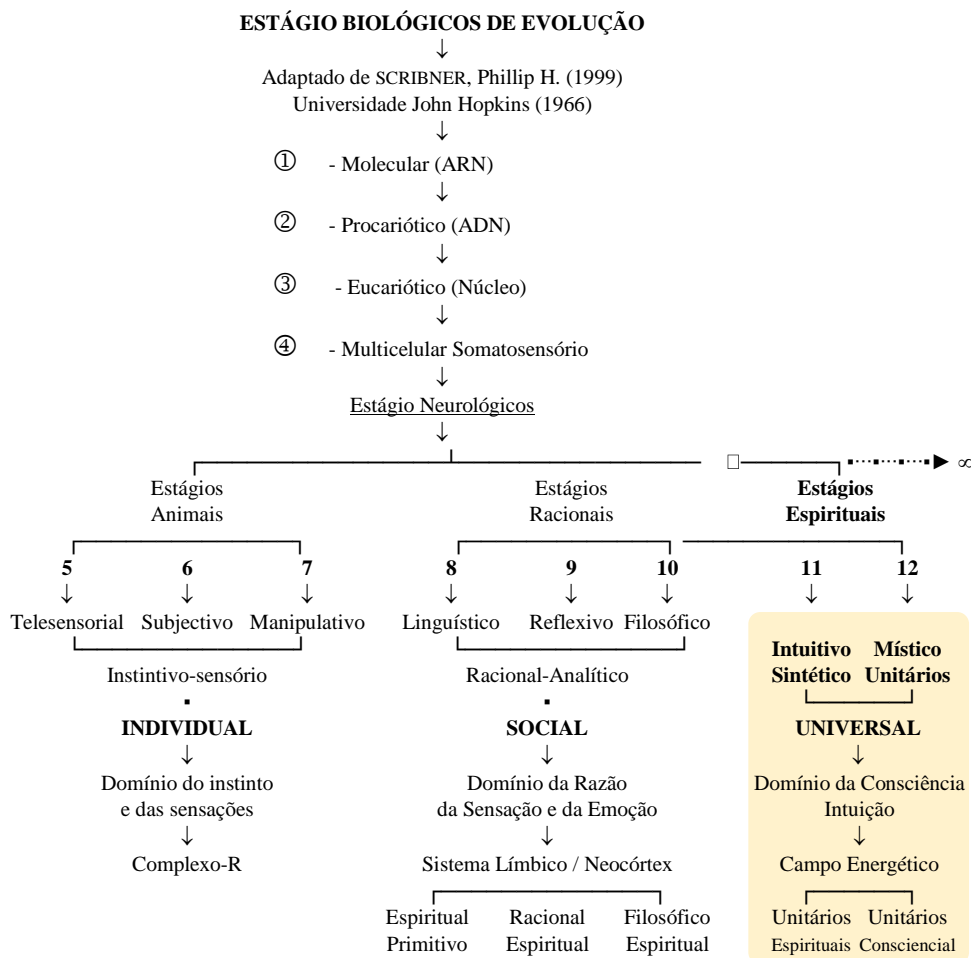 ESTÁGIO BIOLÓGICOS DE EVOLUÇÃO
↓
Adaptado de SCRIBNER, Phillip H. (1999)
Universidade John Hopkins (1966)
↓
① - Molecular (ARN)
↓
② - Procariótico (ADN)
↓
③ - Eucariótico (Núcleo)
↓
④ - Multicelular Somatosensório
↓
Estágio Neurológicos
↓
∞
Estágios Estágios Estágios
Animais Racionais Espirituais
5 6 7 8 9 10 11 12
↓ ↓ ↓ ↓ ↓ ↓ ↓ ↓
Telesensorial Subjectivo Manipulativo Linguístico Reflexivo Filosófico
Intuitivo Místico
Sintético Unitários
Instintivo-sensório Racional-Analítico
INDIVIDUAL SOCIAL UNIVERSAL
↓ ↓ ↓
Domínio do instinto Domínio da Razão Domínio da Consciência
e das sensações da Sensação e da Emoção Intuição
↓ ↓ ↓
Complexo-R Sistema Límbico / Neocórtex Campo Energético
Espiritual Racional Filosófico Unitários Unitários
Primitivo Espiritual Espiritual Espirituais Consciencial